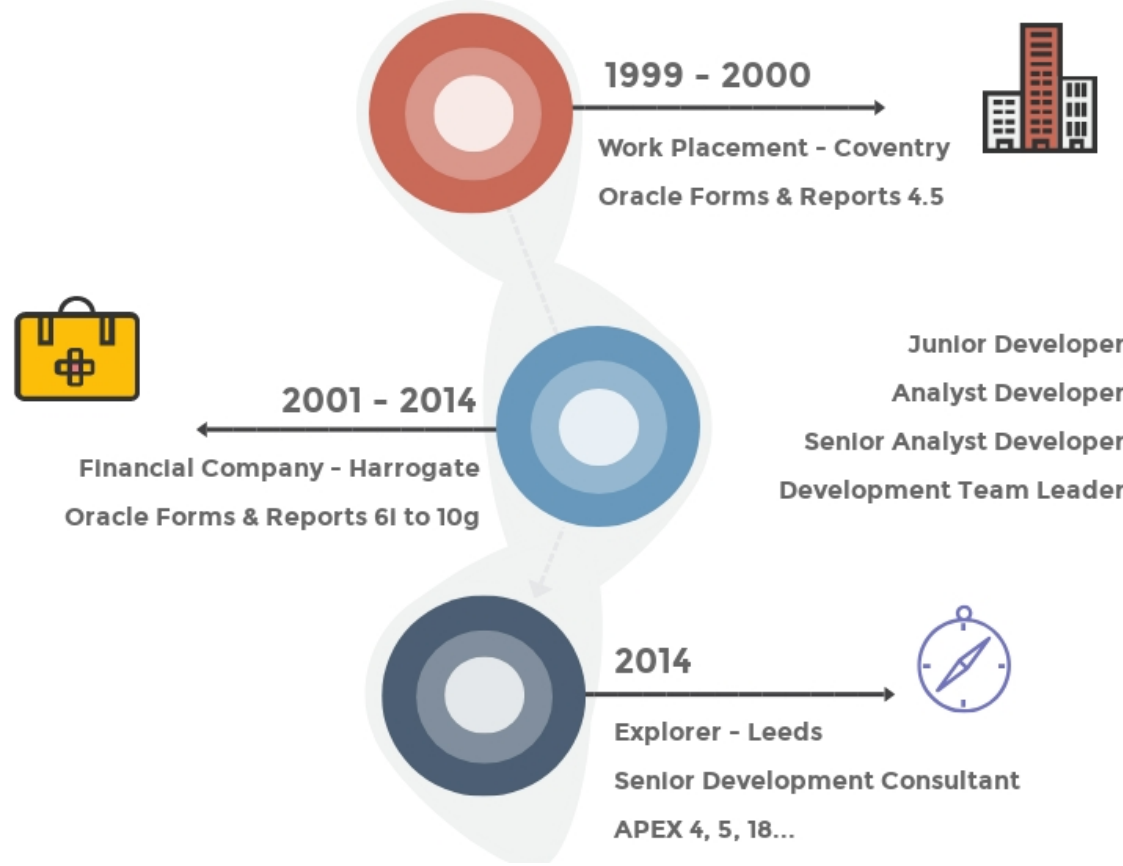 1999 - 2000
Work Placement - Coventry
Oracle Forms & Reports 4.5
2001 - 2014
Financial Company - Harrogate
Oracle Forms & Reports 6i to 10g
Junior Developer
Analyst Developer
Senior Analyst Developer
Development Team Leader
2014
Explorer - Leeds
Senior Development Consultant
APEX 4, 5, 18...